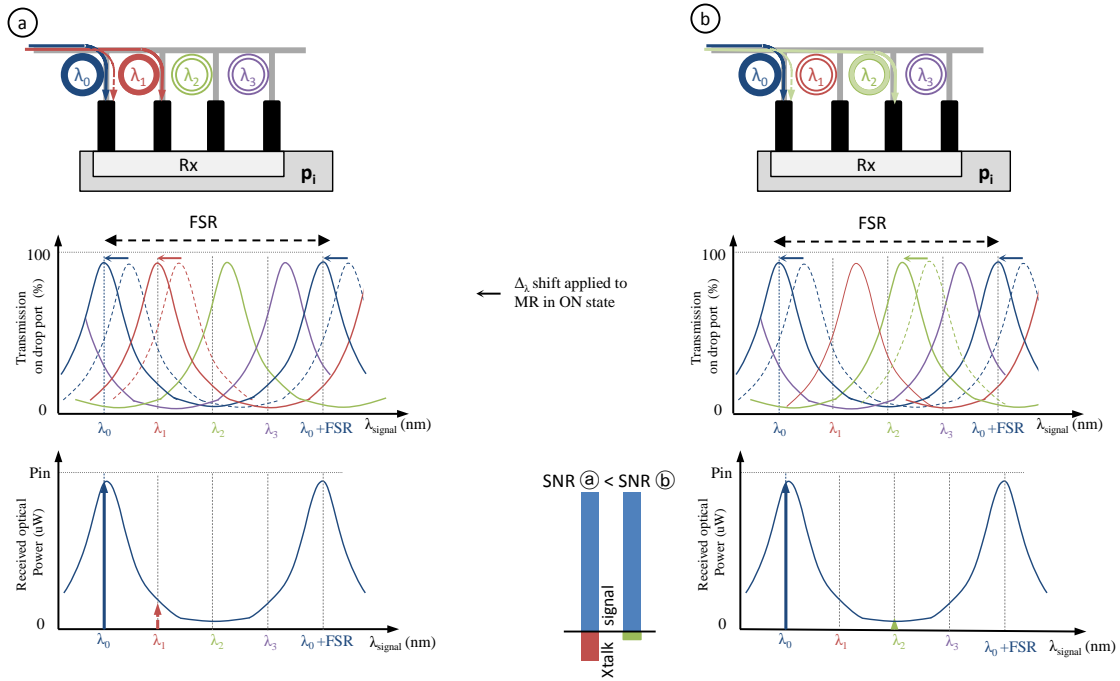 a
λ0 λ1 λ2 λ3
Rx
pi
FSR
100
Transmission
on drop port (%)
0
λ0 λ1 λ2 λ3 λ0 +FSR λsignal (nm)
Pin
Received optical
Power (uW)
0
λ0 λ1 λ2 λ3 λ0 +FSR λsignal (nm)
Δλ shift applied to
MR in ON state
SNR a < SNR b
signal
Xtalk
b
λ0 λ1 λ2 λ3
Rx
pi
FSR
100
Transmission
on drop port (%)
0
λ0 λ1 λ2 λ3 λ0 +FSR λsignal (nm)
Pin
Received optical
Power (uW)
0
λ0 λ1 λ2 λ3 λ0 +FSR λsignal (nm)